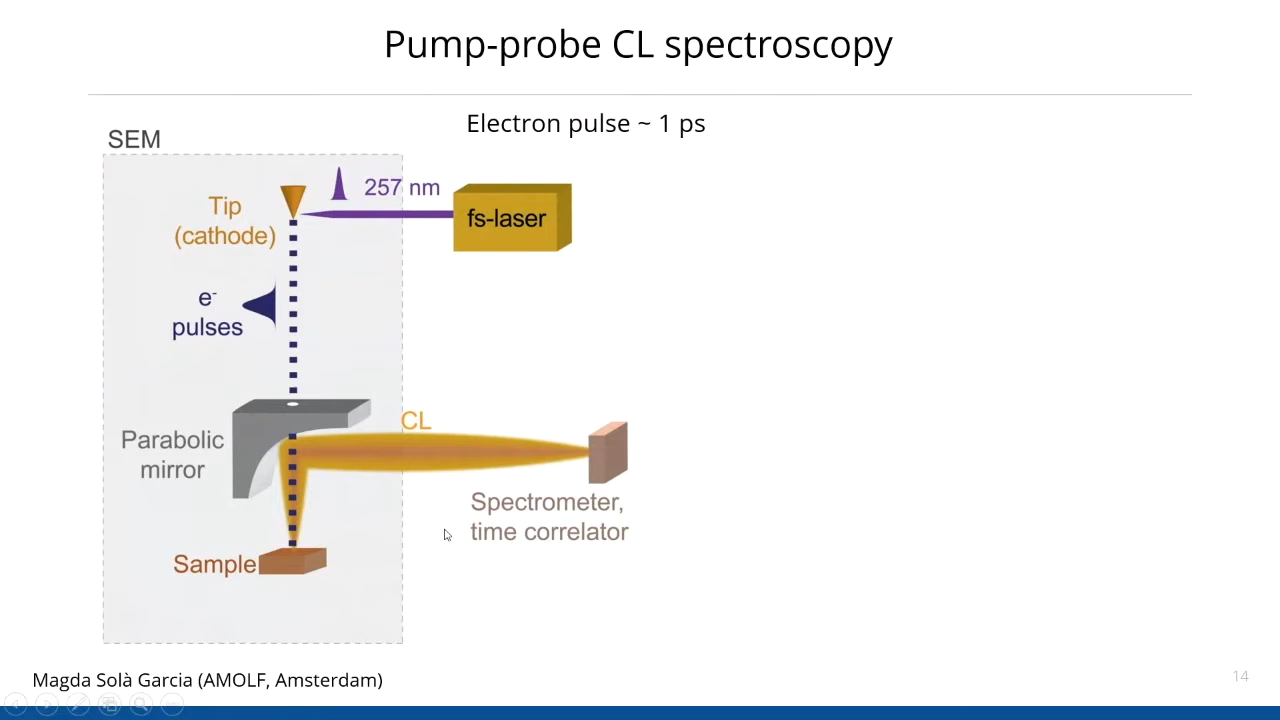 Pump-probe CL spectroscopy
Electron pulse ~ 1 ps
SEM
257 nm
Tip
(cathode)
fs-laser
e-
pulses
CL
Parabolic
mirror
Spectrometer,
time correlator
Sample
Magda Solà Garcia (AMOLF, Amsterdam)
14